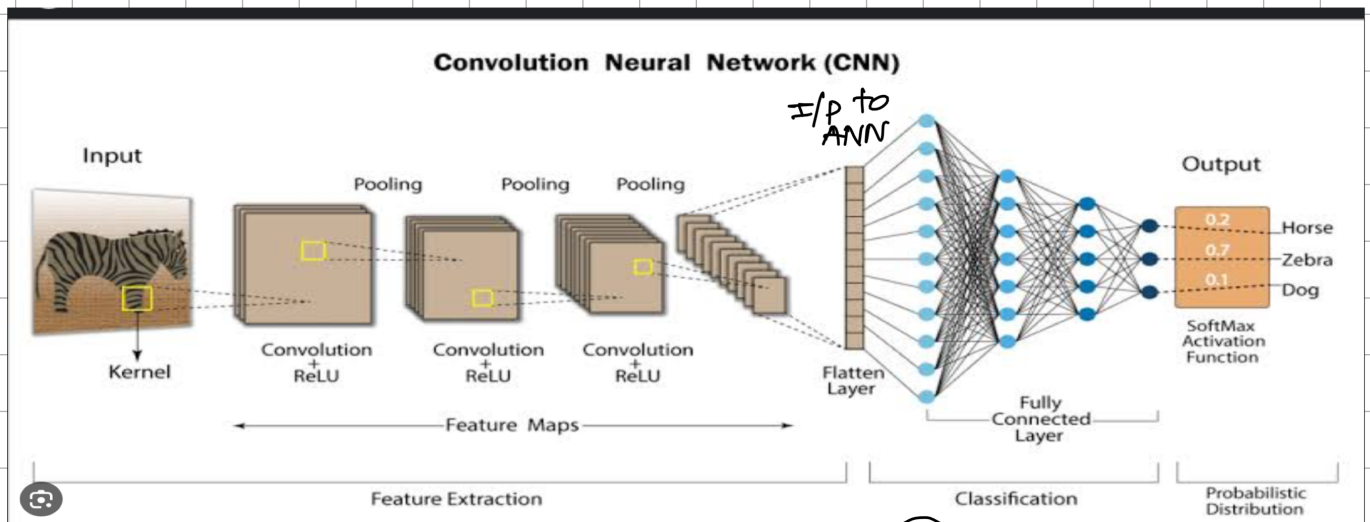 Convolution Neural Network (CNN)
I/p to
ANN
Input
Output
Pooling
Pooling
Pooling
0.2
Horse
0.7
Zebra
0.1
Dog
SoftMax
Activation
Function
Kernel
Convolution
+
ReLU
Convolution
+
ReLU
Convolution
+
ReLU
Flatten
Layer
Fully
Connected
Layer
Feature Maps
Feature Extraction
Classification
Probabilistic
Distribution